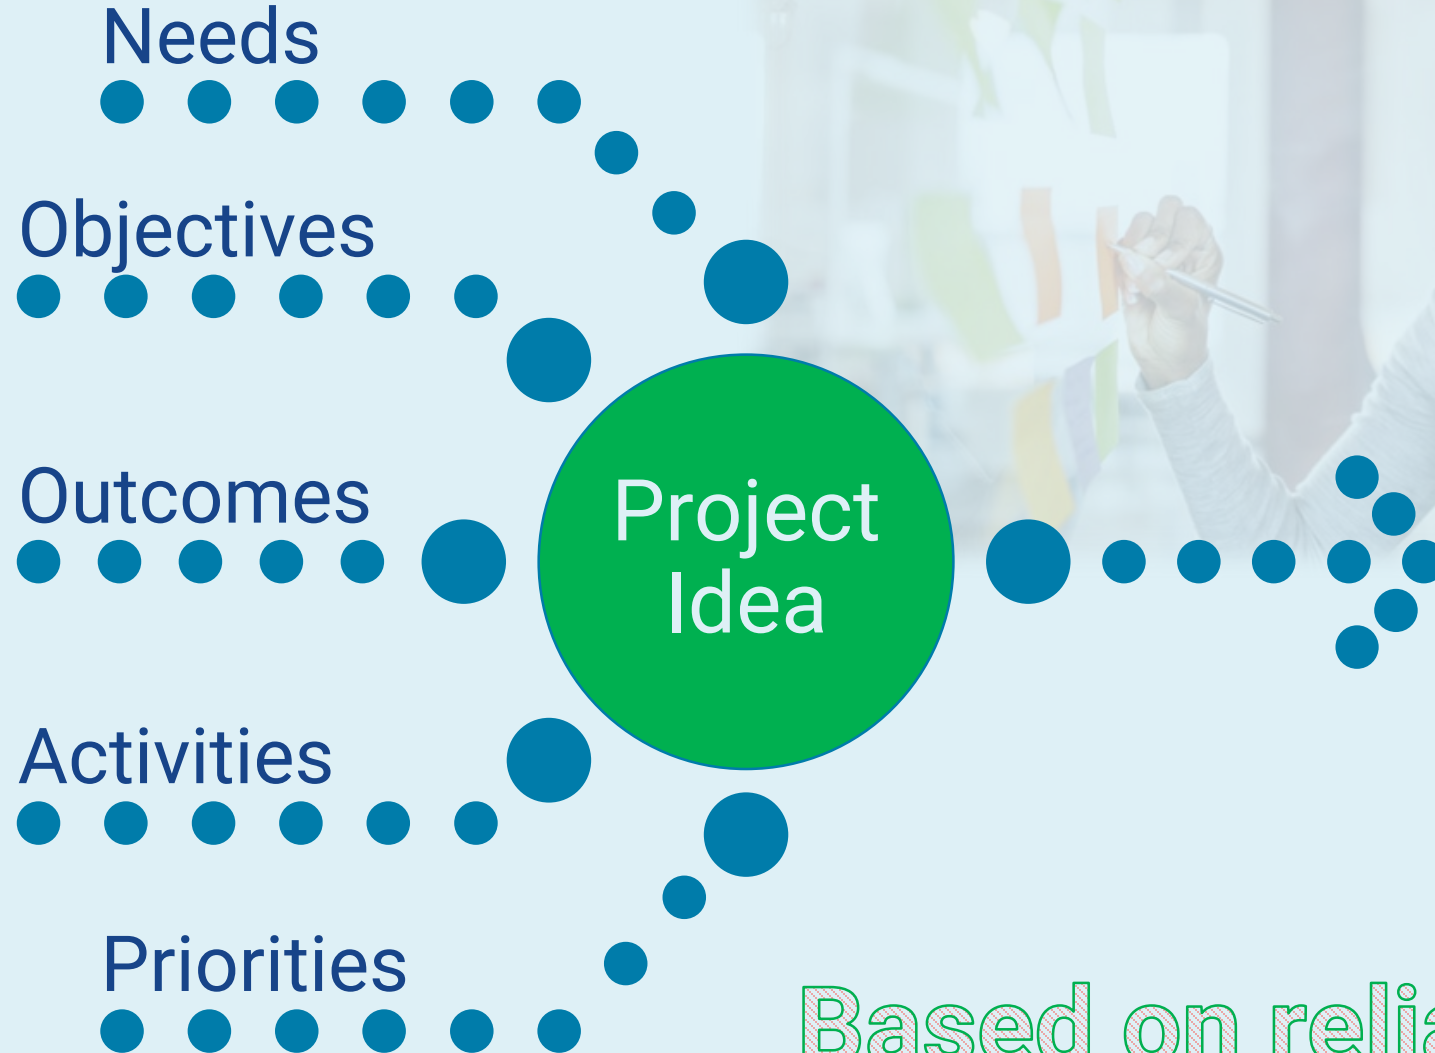 Needs
Objectives
Outcomes
Project
Idea
Activities
Priorities
Based on